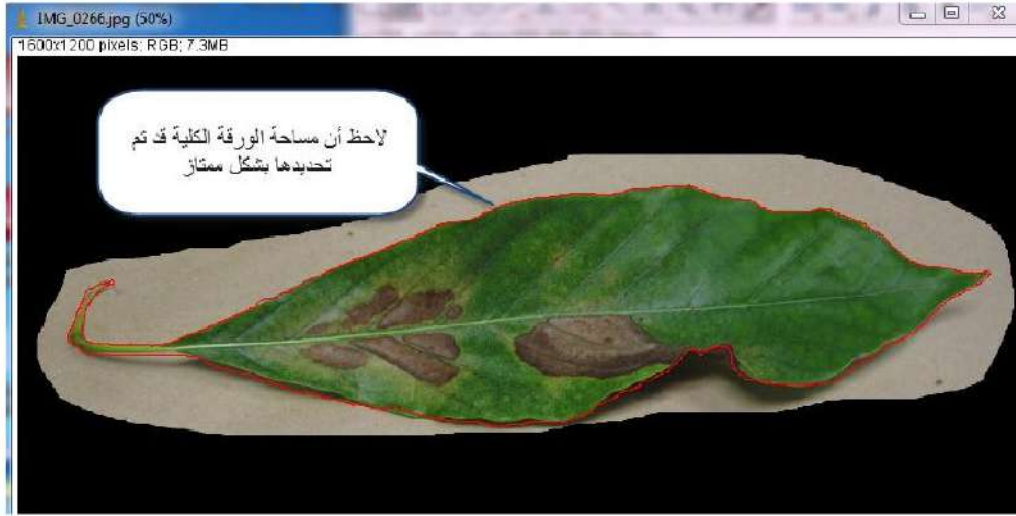 IMG_0266.jpg (50%)
1600x1200 pixels; RGB; 7.3MB
لاحظ أن مساحة الورقة الكلية قد تم
تحديدها بشكل ممتاز